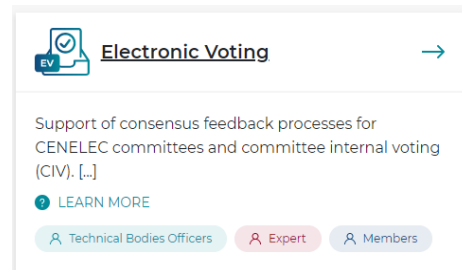 EV
Electronic Voting
Support of consensus feedback processes for
CENELEC committees and committee internal voting
(CIV). [...]
? LEARN MORE
Technical Bodies Officers Expert Members